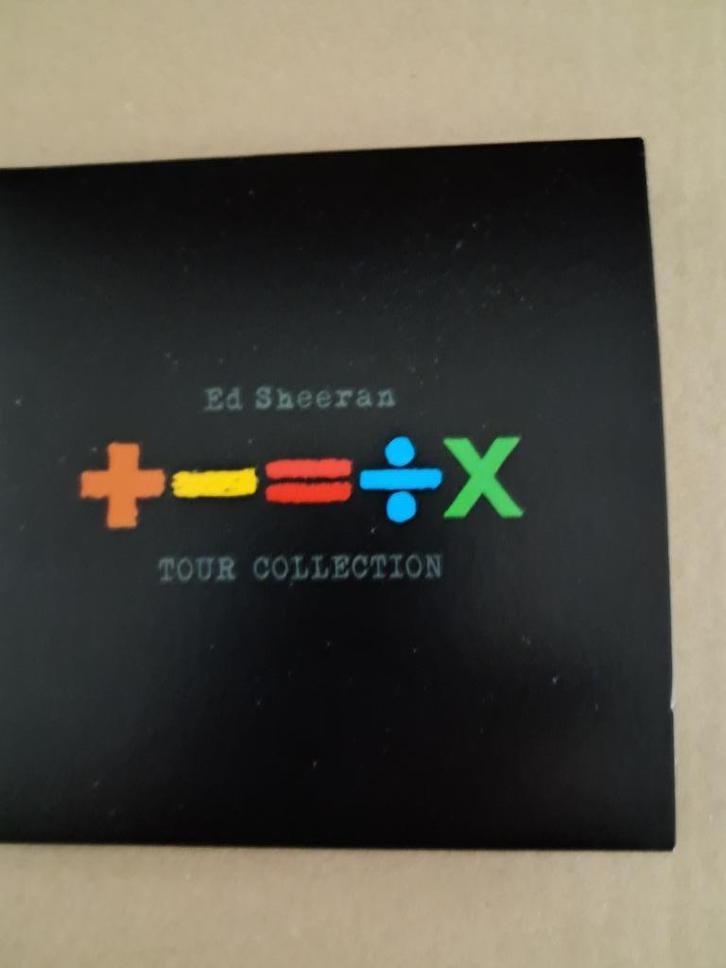 Ed Sheeran
+ - = ÷ X
TOUR COLLECTION